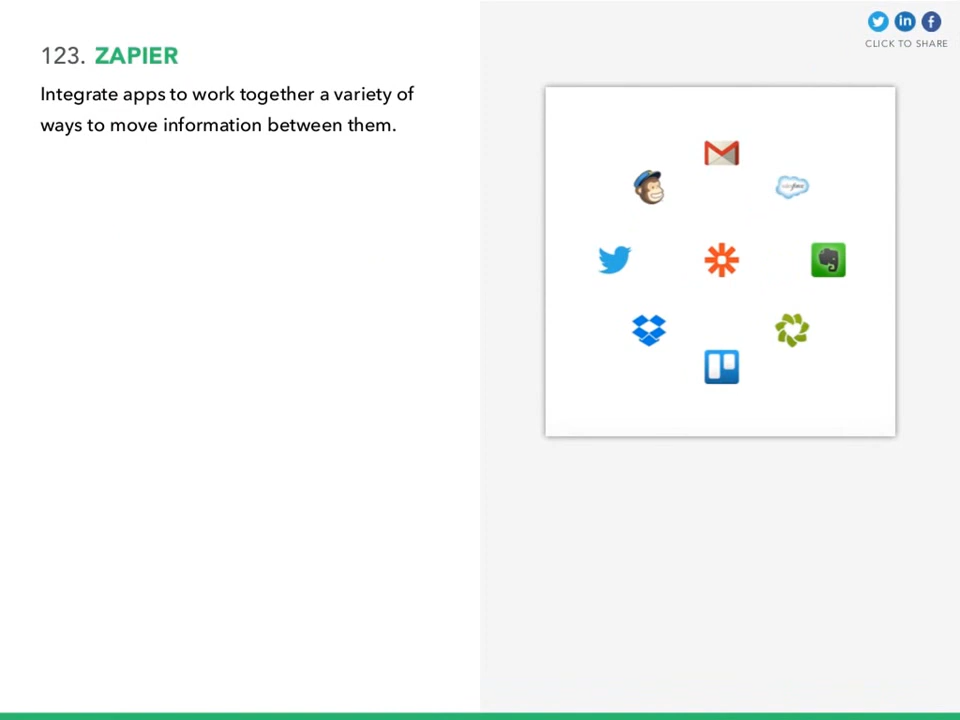 123. ZAPIER
Integrate apps to work together a variety of
ways to move information between them.
CLICK TO SHARE